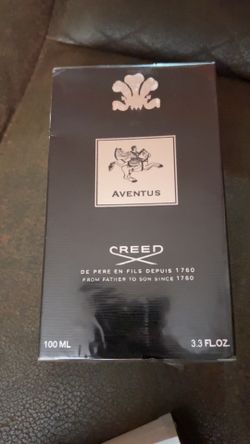 AVENTUS
CREED
DE PERE EN FILS DEPUIS 1760
FROM FATHER TO SON SINCE 1760
100 ML 3.3 FL.OZ.